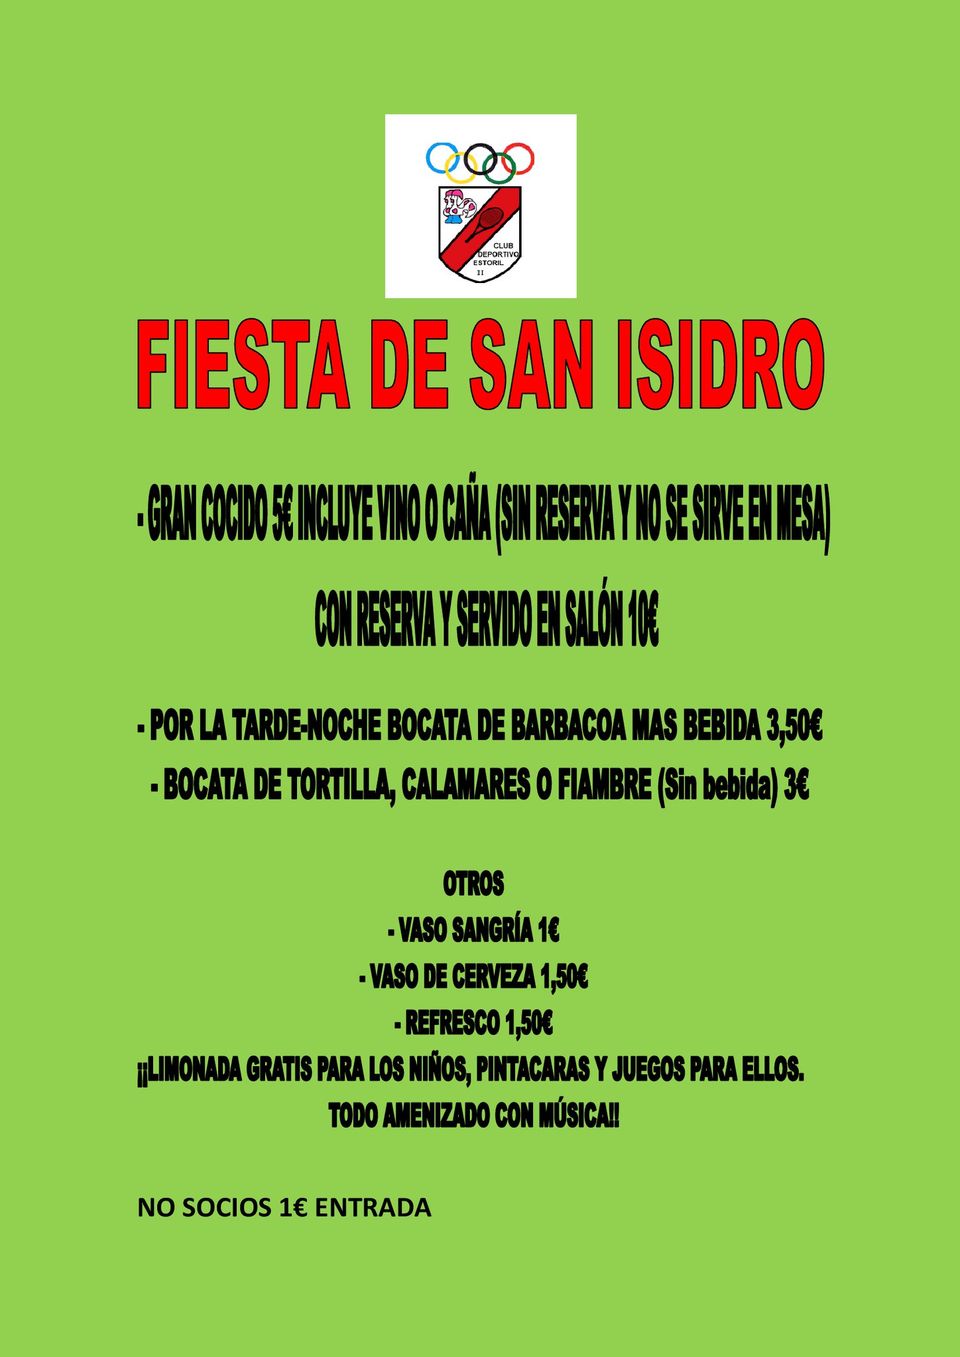 CLUB
DEPORTIVO
ESTORIL
II
FIESTA DE SAN ISIDRO
- GRAN COCIDO 5€ INCLUYE VINO O CAÑA (SIN RESERVA Y NO SE SIRVE EN MESA)
CON RESERVA Y SERVIDO EN SALÓN 10€
- POR LA TARDE-NOCHE BOCATA DE BARBACOA MAS BEBIDA 3,50€
- BOCATA DE TORTILLA, CALAMARES O FIAMBRE (Sin bebida) 3€
OTROS
- VASO SANGRÍA 1€
- VASO DE CERVEZA 1,50€
- REFRESCO 1,50€
¡¡LIMONADA GRATIS PARA LOS NIÑOS, PINTACARAS Y JUEGOS PARA ELLOS.
TODO AMENIZADO CON MÚSICA!!
NO SOCIOS 1€ ENTRADA